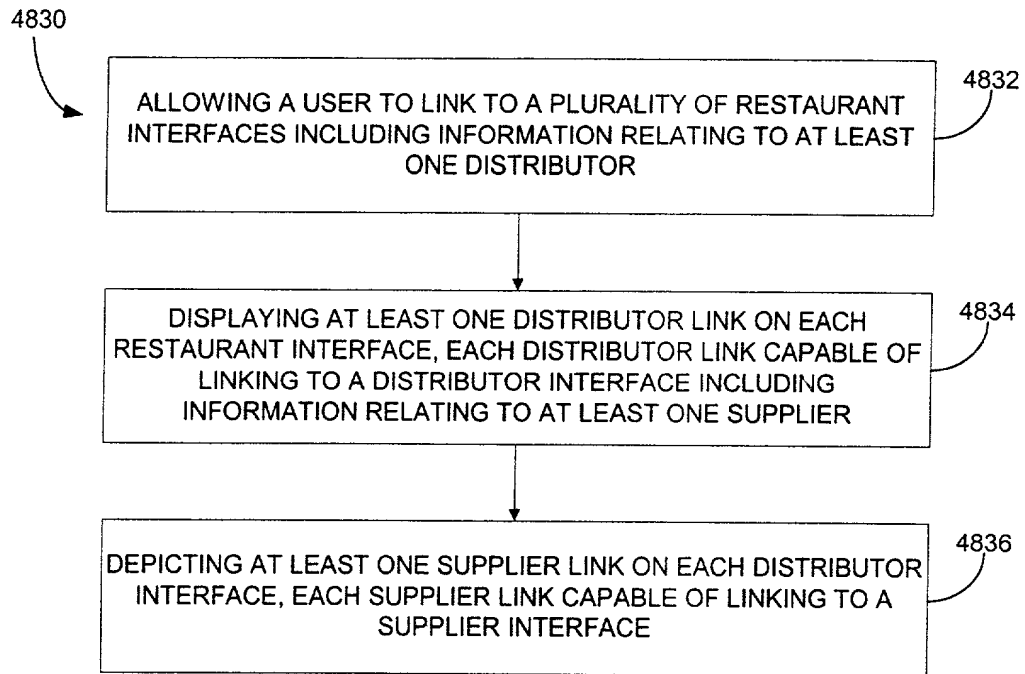 4830
4832
ALLOWING A USER TO LINK TO A PLURALITY OF RESTAURANT
INTERFACES INCLUDING INFORMATION RELATING TO AT LEAST
ONE DISTRIBUTOR
4834
DISPLAYING AT LEAST ONE DISTRIBUTOR LINK ON EACH
RESTAURANT INTERFACE, EACH DISTRIBUTOR LINK CAPABLE OF
LINKING TO A DISTRIBUTOR INTERFACE INCLUDING
INFORMATION RELATING TO AT LEAST ONE SUPPLIER
4836
DEPICTING AT LEAST ONE SUPPLIER LINK ON EACH DISTRIBUTOR
INTERFACE, EACH SUPPLIER LINK CAPABLE OF LINKING TO A
SUPPLIER INTERFACE